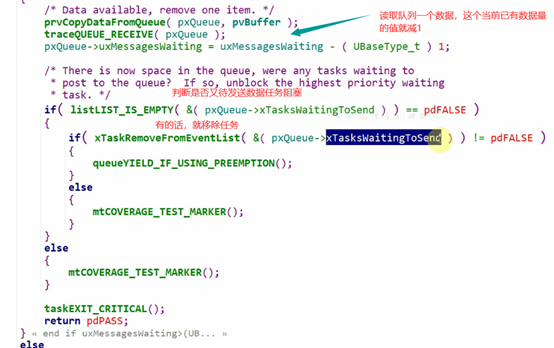 {
/* Data available, remove one item. */
prvCopyDataFromQueue( pxQueue, pvBuffer );
traceQUEUE_RECEIVE( pxQueue );
pxQueue->uxMessagesWaiting = uxMessagesWaiting - ( UBaseType_t ) 1;
读取队列一个数据，这个当前已有数据量
的值就减1
/* There is now space in the queue, were any tasks waiting to
* post to the queue?  If so, unblock the highest priority waiting
* task. */
判断是否又待发送数据任务阻塞
if( listLIST_IS_EMPTY( &( pxQueue->xTasksWaitingToSend ) ) == pdFALSE )
{
有的话，就移除任务
if( xTaskRemoveFromEventList( &( pxQueue->xTasksWaitingToSend ) ) != pdFALSE )
{
queueYIELD_IF_USING_PREEMPTION();
}
else
{
mtCOVERAGE_TEST_MARKER();
}
}
else
{
mtCOVERAGE_TEST_MARKER();
}
taskEXIT_CRITICAL();
return pdPASS;
} « end if uxMessagesWaiting>(UB... »
else